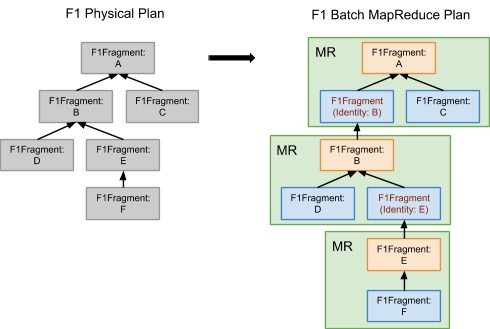 F1 Physical Plan
F1Fragment:
A
F1Fragment:
B
F1Fragment:
C
F1Fragment:
D
F1Fragment:
E
F1Fragment:
F
F1 Batch MapReduce Plan
MR
F1Fragment:
A
F1Fragment
(Identity: B)
F1Fragment:
C
MR
F1Fragment:
B
F1Fragment:
D
F1Fragment
(Identity: E)
MR
F1Fragment:
E
F1Fragment:
F